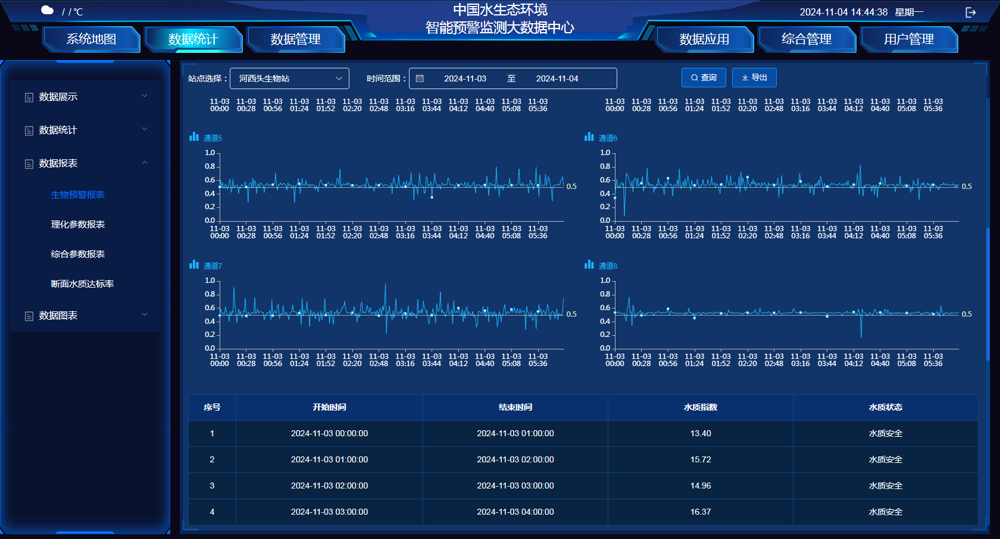 / / ℃
中国水生态环境
智能预警监测大数据中心
2024-11-04 14:44:38 星期一
系统地图
数据统计
数据管理
数据应用
综合管理
用户管理
数据展示
数据统计
数据报表
生物预警报表
理化参数报表
综合参数报表
断面水质达标率
数据图表
站点选择： 河西头生物站 时间范围： 2024-11-03 至 2024-11-04 查询 导出
11-03 11-03 11-03 11-03 11-03 11-03 11-03 11-03 11-03 11-03 11-03 11-03 11-03
00:00 00:28 00:56 01:24 01:52 02:20 02:48 03:16 03:44 04:12 04:40 05:08 05:36
11-03 11-03 11-03 11-03 11-03 11-03 11-03 11-03 11-03 11-03 11-03 11-03 11-03
00:00 00:28 00:56 01:24 01:52 02:20 02:48 03:16 03:44 04:12 04:40 05:08 05:36
通道5
1.0
0.8
0.6
0.5
0.4
0.2
0.0
11-03 11-03 11-03 11-03 11-03 11-03 11-03 11-03 11-03 11-03 11-03 11-03 11-03
00:00 00:28 00:56 01:24 01:52 02:20 02:48 03:16 03:44 04:12 04:40 05:08 05:36
通道6
1.0
0.8
0.6
0.5
0.4
0.2
0.0
11-03 11-03 11-03 11-03 11-03 11-03 11-03 11-03 11-03 11-03 11-03 11-03 11-03
00:00 00:28 00:56 01:24 01:52 02:20 02:48 03:16 03:44 04:12 04:40 05:08 05:36
通道7
1.0
0.8
0.6
0.5
0.4
0.2
0.0
11-03 11-03 11-03 11-03 11-03 11-03 11-03 11-03 11-03 11-03 11-03 11-03 11-03
00:00 00:28 00:56 01:24 01:52 02:20 02:48 03:16 03:44 04:12 04:40 05:08 05:36
通道8
1.0
0.8
0.6
0.5
0.4
0.2
0.0
11-03 11-03 11-03 11-03 11-03 11-03 11-03 11-03 11-03 11-03 11-03 11-03 11-03
00:00 00:28 00:56 01:24 01:52 02:20 02:48 03:16 03:44 04:12 04:40 05:08 05:36
序号 开始时间 结束时间 水质指数 水质状态
1 2024-11-03 00:00:00 2024-11-03 01:00:00 13.40 水质安全
2 2024-11-03 01:00:00 2024-11-03 02:00:00 15.72 水质安全
3 2024-11-03 02:00:00 2024-11-03 03:00:00 14.96 水质安全
4 2024-11-03 03:00:00 2024-11-03 04:00:00 16.37 水质安全